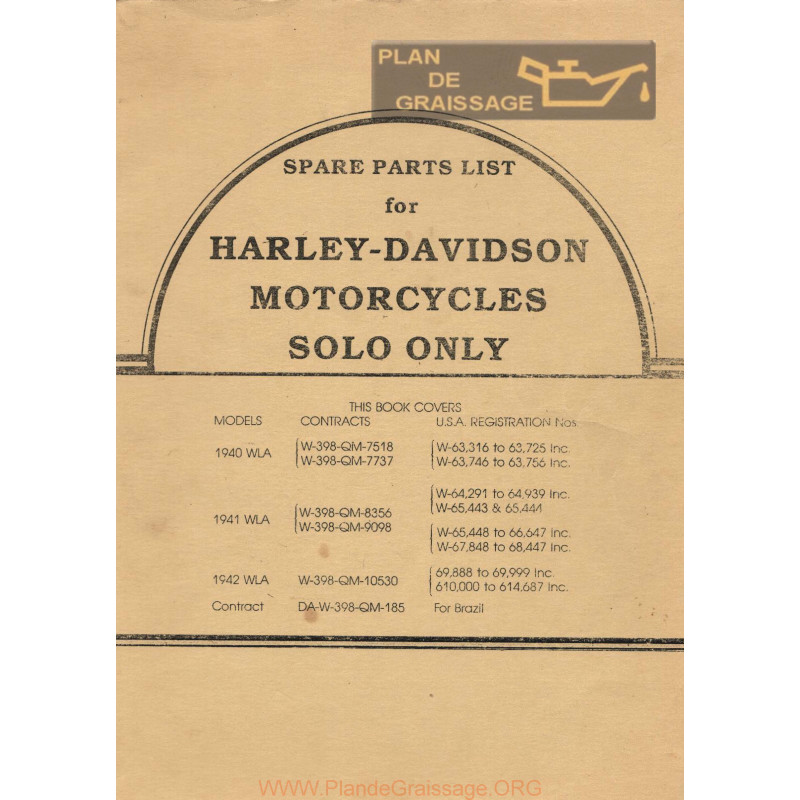 PLAN
DE
GRAISSAGE
SPARE PARTS LIST
for
HARLEY-DAVIDSON
MOTORCYCLES
SOLO ONLY
THIS BOOK COVERS
MODELS CONTRACTS U.S.A. REGISTRATION Nos
1940 WLA W-398-QM-7518 W-63,316 to 63,725 Inc.
W-398-QM-7737 W-63,746 to 63,756 Inc.
W-64,291 to 64,939 Inc.
1941 WLA W-398-QM-8356 W-65,443 & 65,444
W-398-QM-9098 W-65,448 to 66,647 Inc.
W-67,848 to 68,447 Inc.
1942 WLA W-398-QM-10530 69,888 to 69,999 Inc.
610,000 to 614,687 Inc.
Contract DA-W-398-QM-185 For Brazil
WWW.PlandeGraissage.ORG